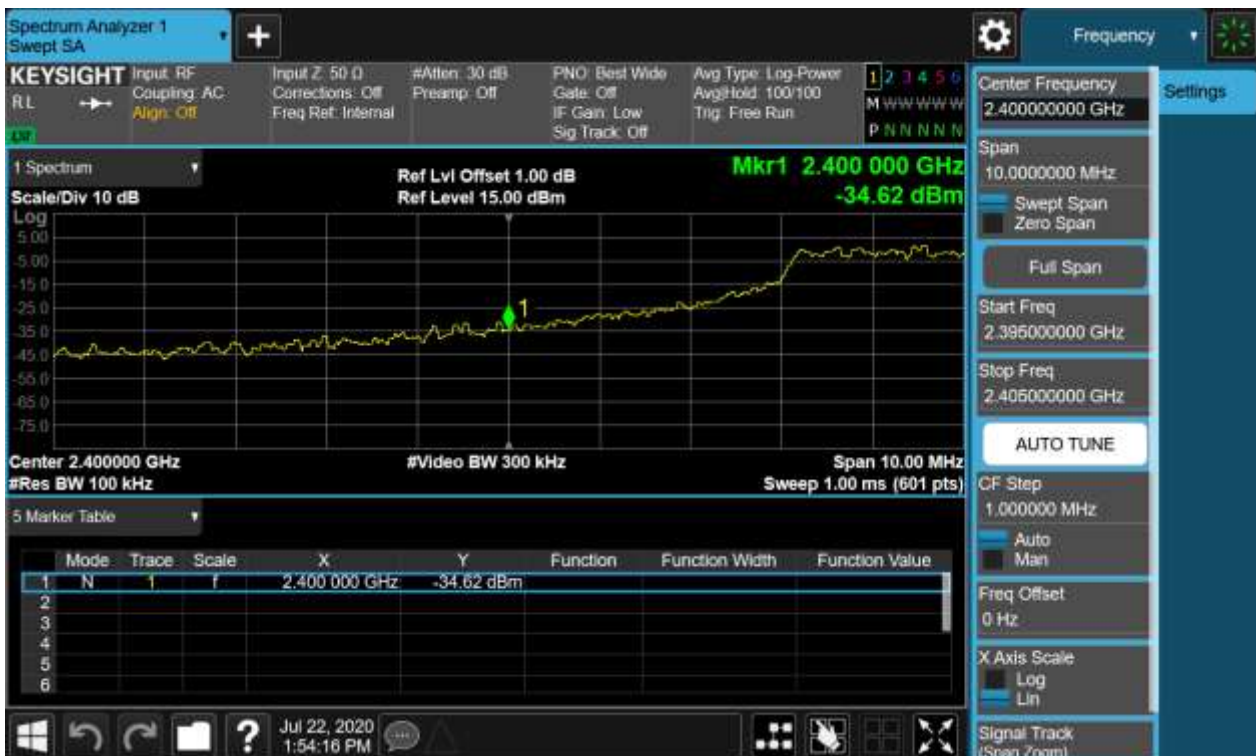 Spectrum Analyzer 1
Swept SA
+
Frequency
KEYSIGHT
RL
Input: RF
Coupling: AC
Align: Off
Input Z: 50 Ω
Corrections: Off
Freq Ref: Internal
#Atten: 30 dB
Preamp: Off
PNO: Best Wide
Gate: Off
IF Gain: Low
Sig Track: Off
Avg Type: Log-Power
Avg|Hold: 100/100
Trig: Free Run
1 2 3 4 5 6
M W W W W W
P N N N N N
Center Frequency
2.400000000 GHz
Settings
Span
10.0000000 MHz
Swept Span
Zero Span
Full Span
Start Freq
2.395000000 GHz
Stop Freq
2.405000000 GHz
AUTO TUNE
CF Step
1.000000 MHz
Auto
Man
Freq Offset
0 Hz
X Axis Scale
Log
Lin
Signal Track
(Span Zoom)
1 Spectrum
Scale/Div 10 dB
Ref Lvl Offset 1.00 dB
Ref Level 15.00 dBm
Mkr1 2.400 000 GHz
-34.62 dBm
Log
5.00
-5.00
-15.0
-25.0
-35.0
-45.0
-55.0
-65.0
-75.0
1
Center 2.400000 GHz
#Video BW 300 kHz
Span 10.00 MHz
#Res BW 100 kHz
Sweep 1.00 ms (601 pts)
5 Marker Table
Mode Trace Scale X Y Function Function Width Function Value
1 N 1 f 2.400 000 GHz -34.62 dBm
2
3
4
5
6
?
Jul 22, 2020
1:54:16 PM